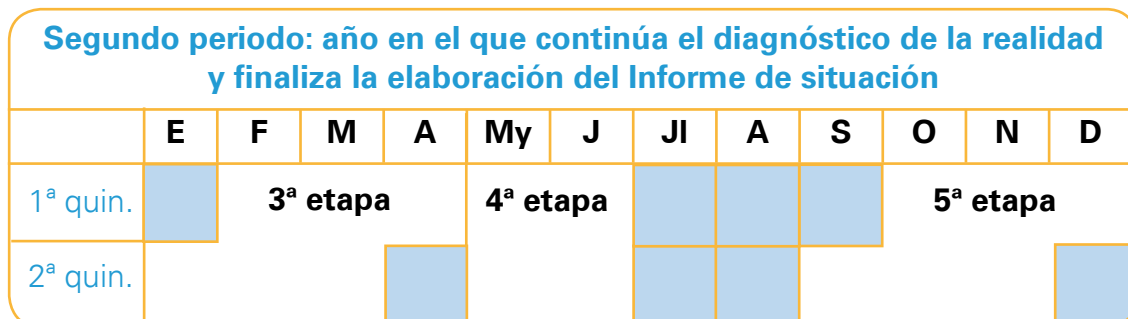 Segundo periodo: año en el que continúa el diagnóstico de la realidad
y finaliza la elaboración del Informe de situación
E F M A My J Jl A S O N D
1ª quin. 3ª etapa 4ª etapa 5ª etapa
2ª quin.